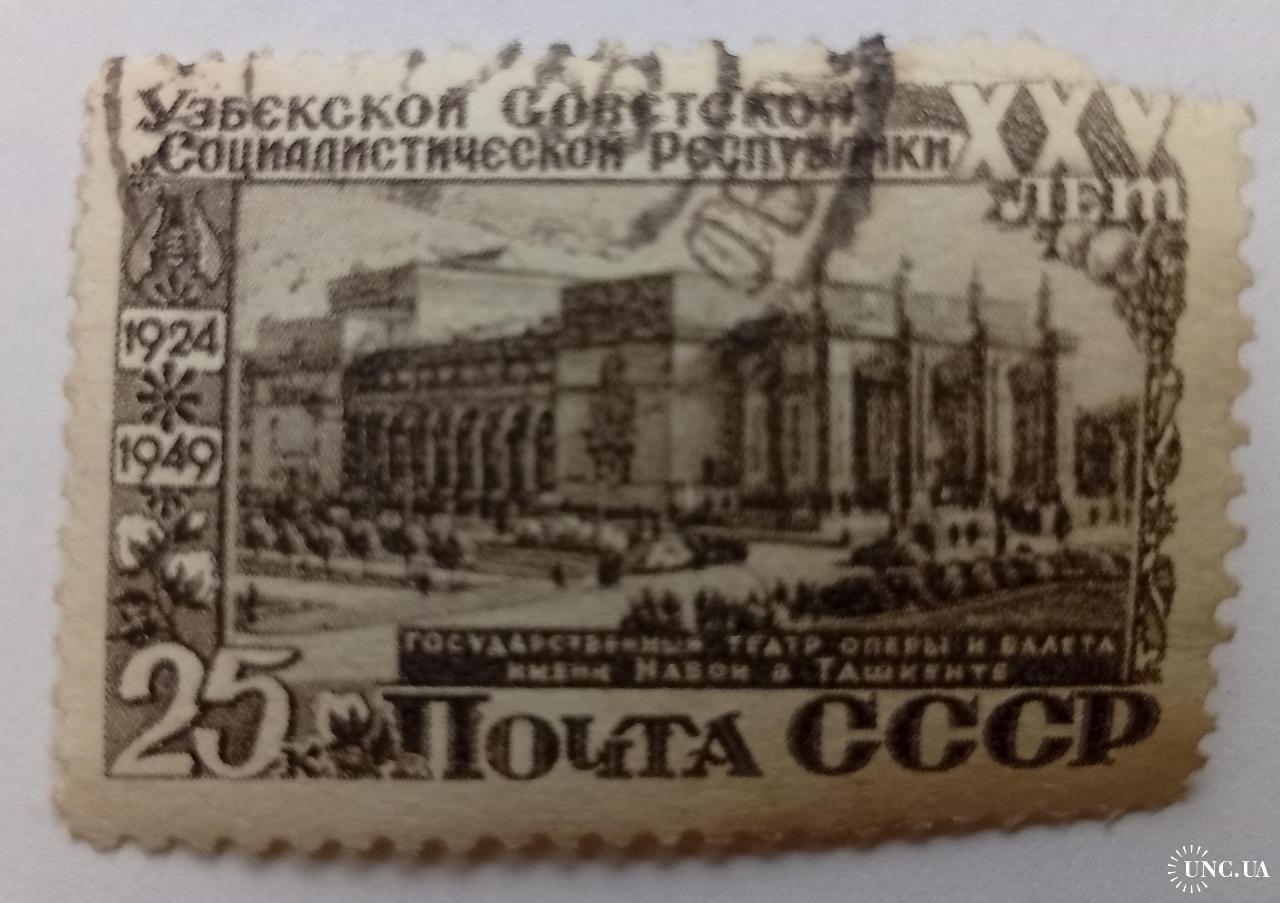 Узбекской Советской
Социалистической Республики
XXV
лет
1924
1949
Государственный театр оперы и балета
имени Навои в Ташкенте
25 к
Почта СССР
UNC.UA